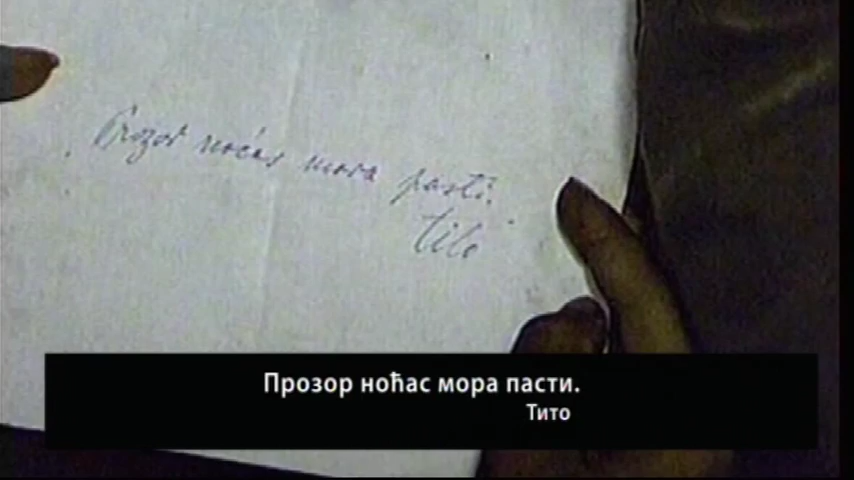 Prozor noćas mora pasti.
Tito
Прозор ноћас мора пасти.
Тито